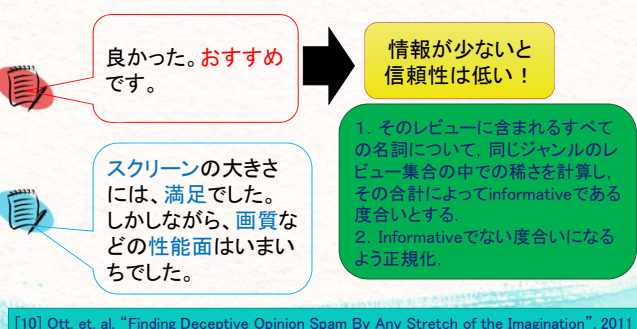 良かった。おすすめ
です。
情報が少ないと
信頼性は低い！
スクリーンの大きさ
には、満足でした。
しかしながら、画質な
どの性能面はいまい
ちでした。
１．そのレビューに含まれるすべて
の名詞について，同じジャンルのレ
ビュー集合の中での稀さを計算し，
その合計によってinformativeである
度合いとする．
２．Informativeでない度合いになる
よう正規化．
[10] Ott. et. al. “Finding Deceptive Opinion Spam By Any Stretch of the Imagination”, 2011